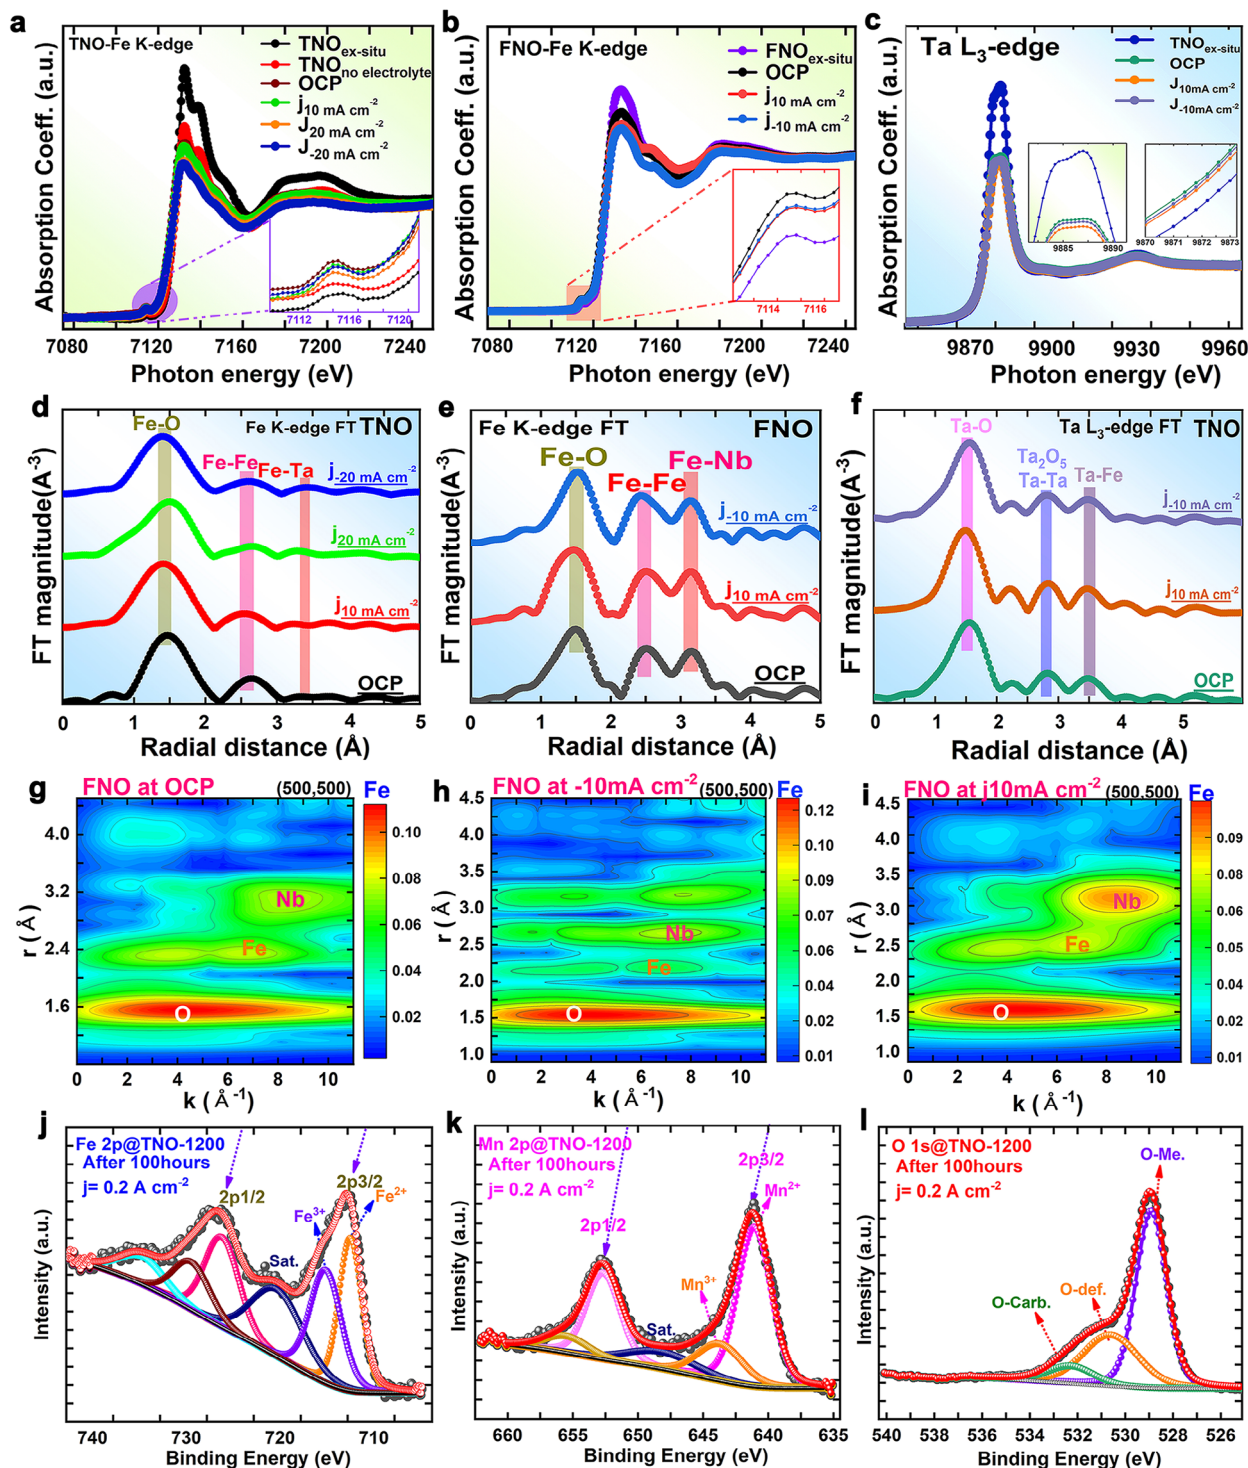 a
TNO-Fe K-edge
TNO ex-situ
TNO no electrolyte
OCP
j 10 mA cm-2
J 20 mA cm-2
J -20 mA cm-2
Absorption Coeff. (a.u.)
7112 7116 7120
7080 7120 7160 7200 7240
Photon energy (eV)
b
FNO-Fe K-edge
FNO ex-situ
OCP
j 10 mA cm-2
j -10 mA cm-2
Absorption Coeff. (a.u.)
7114 7116
7080 7120 7160 7200 7240
Photon energy (eV)
c
Ta L3-edge
TNO ex-situ
OCP
J 10mA cm-2
J -10mA cm-2
Absorption Coeff. (a.u.)
9885 9890
9870 9871 9872 9873
9870 9900 9930 9960
Photon energy (eV)
d
Fe-O
Fe K-edge FT TNO
Fe-Fe
Fe-Ta
j -20 mA cm-2
j 20 mA cm-2
j 10 mA cm-2
OCP
FT magnitude(A-3)
0 1 2 3 4 5
Radial distance (Å)
e
Fe K-edge FT
FNO
Fe-O
Fe-Nb
Fe-Fe
j -10 mA cm-2
j 10 mA cm-2
OCP
FT magnitude(A-3)
0 1 2 3 4 5
Radial distance (Å)
f
Ta L3-edge FT TNO
Ta-O
Ta2O5
Ta-Ta
Ta-Fe
j -10 mA cm-2
j 10 mA cm-2
OCP
FT magnitude(A-3)
0 1 2 3 4 5
Radial distance (Å)
g
FNO at OCP
(500,500)
Fe
4.0
3.2
2.4
1.6
r (Å)
Nb
Fe
O
0.10
0.08
0.06
0.04
0.02
0 2 4 6 8 10
k (Å-1)
h
FNO at -10mA cm-2
(500,500)
Fe
4.5
4.0
3.5
3.0
2.5
2.0
1.5
1.0
r (Å)
Nb
Fe
O
0.12
0.10
0.09
0.07
0.06
0.04
0.03
0.01
0 2 4 6 8 10
k (Å-1)
i
FNO at j10mA cm-2
(500,500)
Fe
4.5
4.0
3.5
3.0
2.5
2.0
1.5
1.0
r (Å)
Nb
Fe
O
0.09
0.08
0.06
0.05
0.04
0.02
0.01
0 2 4 6 8 10
k (Å-1)
j
Fe 2p@TNO-1200
After 100hours
j= 0.2 A cm-2
2p1/2
2p3/2
Fe2+
Fe3+
Sat.
Intensity (a.u.)
740 730 720 710
Binding Energy (eV)
k
Mn 2p@TNO-1200
After 100hours
j= 0.2 A cm-2
2p3/2
Mn2+
2p1/2
Mn3+
Sat.
Intensity (a.u.)
660 655 650 645 640 635
Binding Energy (eV)
l
O 1s@TNO-1200
After 100hours
j= 0.2 A cm-2
O-Me.
O-def.
O-Carb.
Intensity (a.u.)
540 538 536 534 532 530 528 526
Binding Energy (eV)